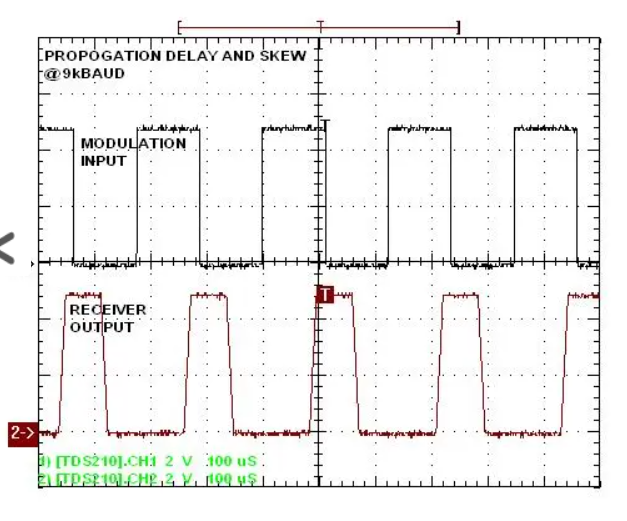 T
PROPOGATION DELAY AND SKEW
@9kBAUD
T
MODULATION
INPUT
T
RECEIVER
OUTPUT
2->
1) [TDS210].CH1 2 V 100 uS
2) [TDS210].CH2 2 V 100 uS